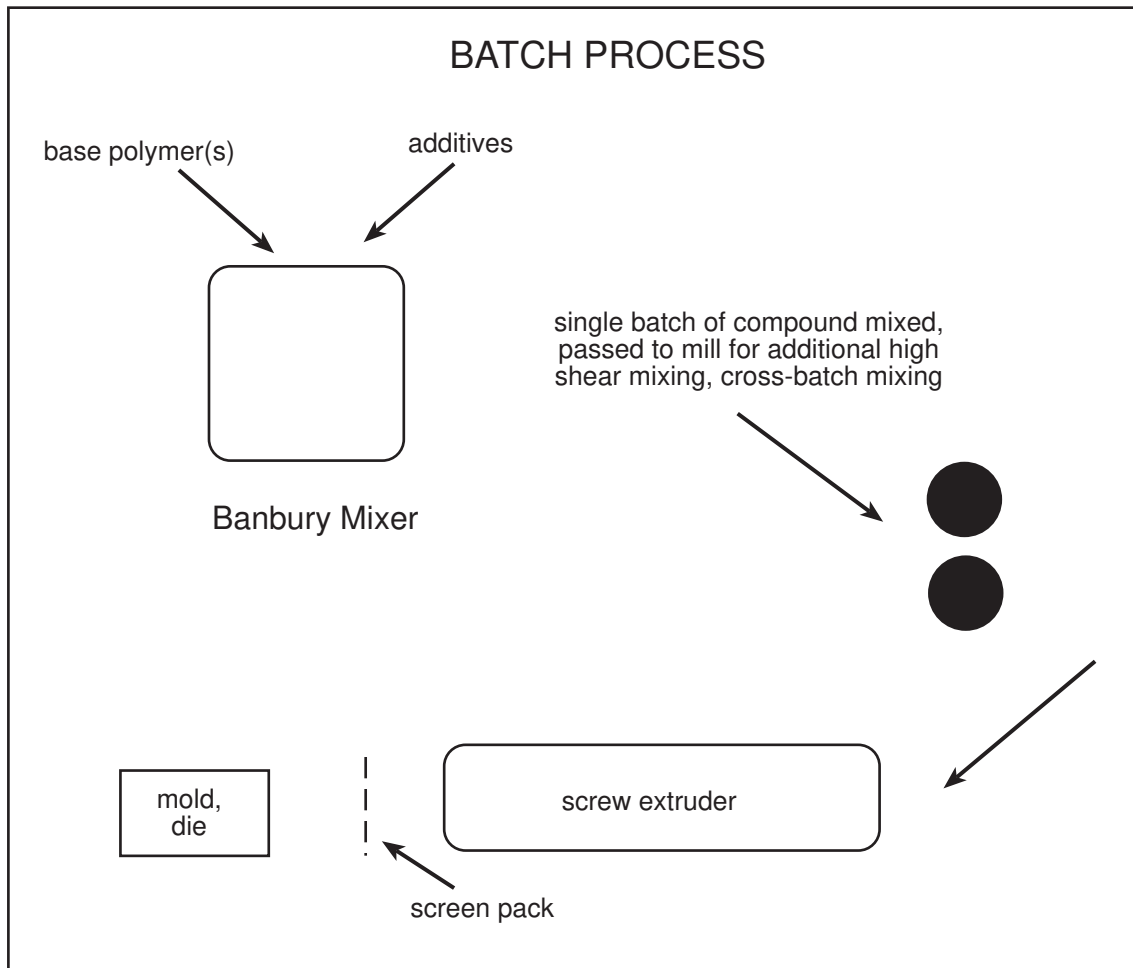 BATCH PROCESS
base polymer(s)
additives
single batch of compound mixed,
passed to mill for additional high
shear mixing, cross-batch mixing
Banbury Mixer
mold,
die
screw extruder
screen pack